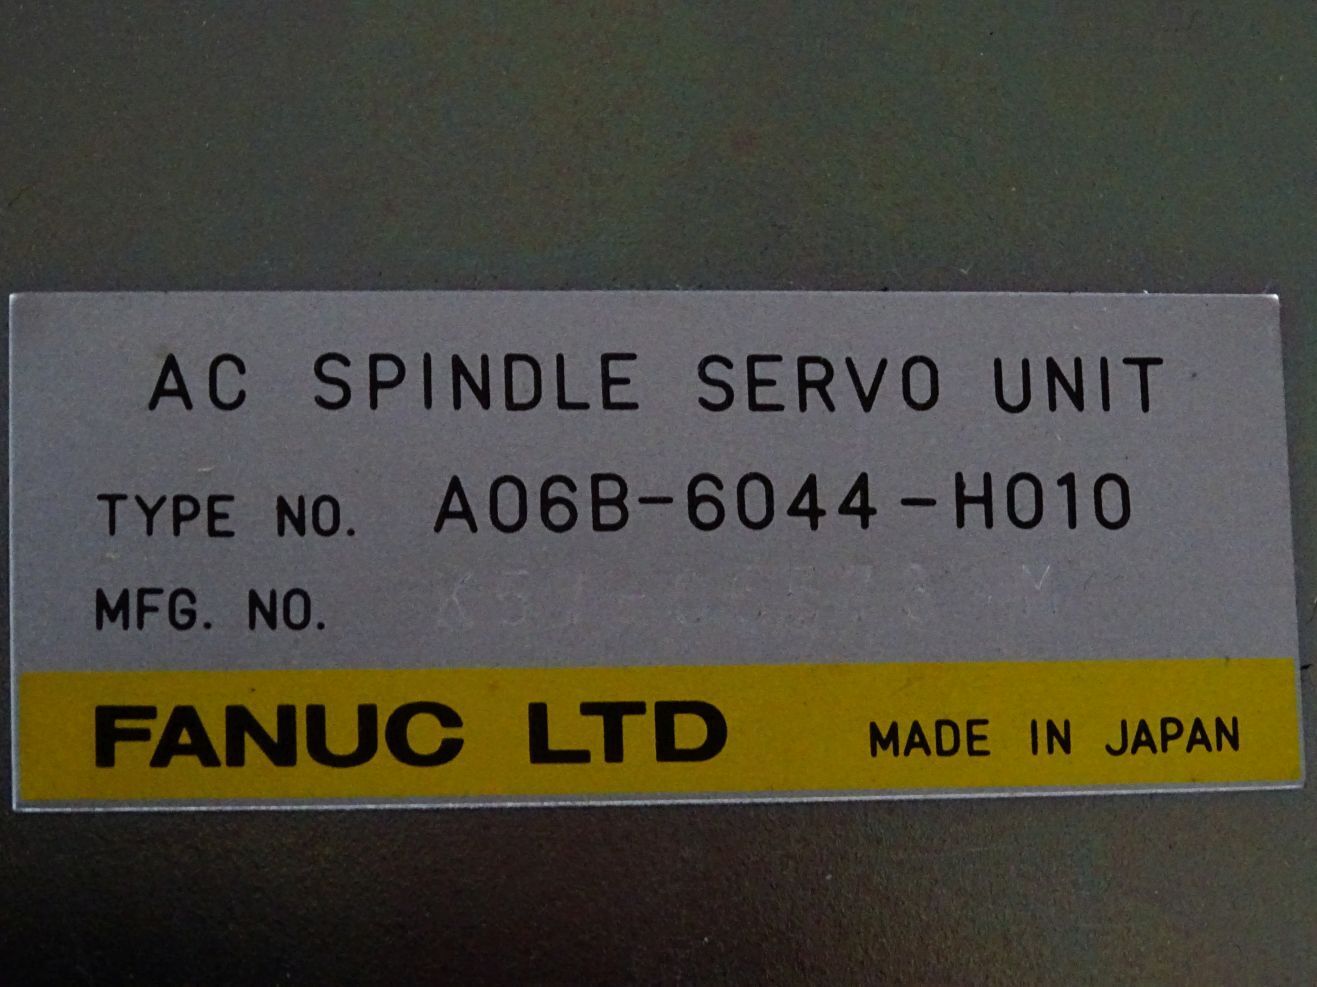 AC SPINDLE SERVO UNIT
TYPE NO. A06B-6044-H010
MFG. NO.
FANUC LTD MADE IN JAPAN